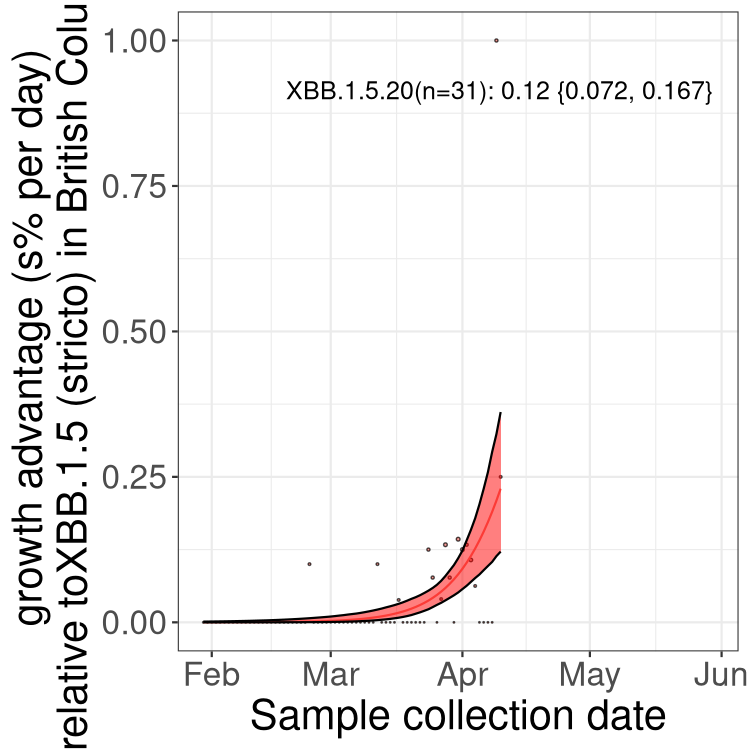 growth advantage (s% per day)
relative toXBB.1.5 (stricto) in British Colu
1.00
0.75
0.50
0.25
0.00
XBB.1.5.20(n=31): 0.12 {0.072, 0.167}
Feb Mar Apr May Jun
Sample collection date